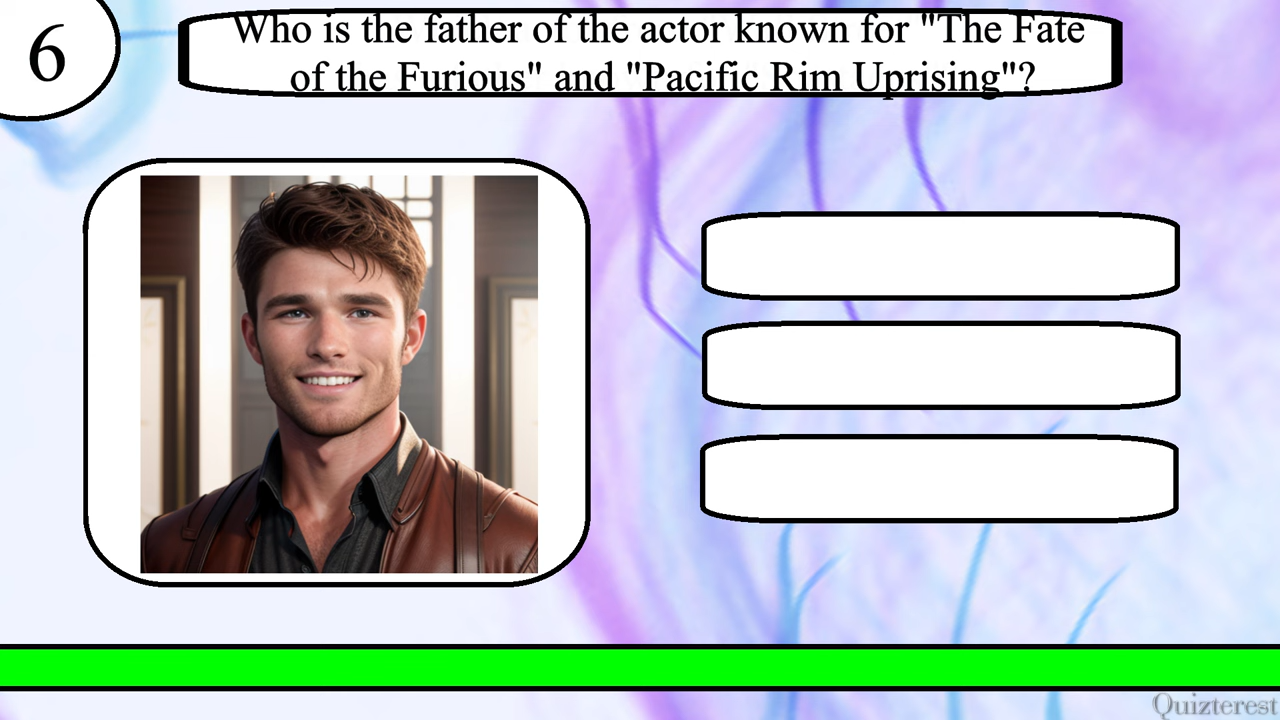 6
Who is the father of the actor known for "The Fate
of the Furious" and "Pacific Rim Uprising"?
Quizterest